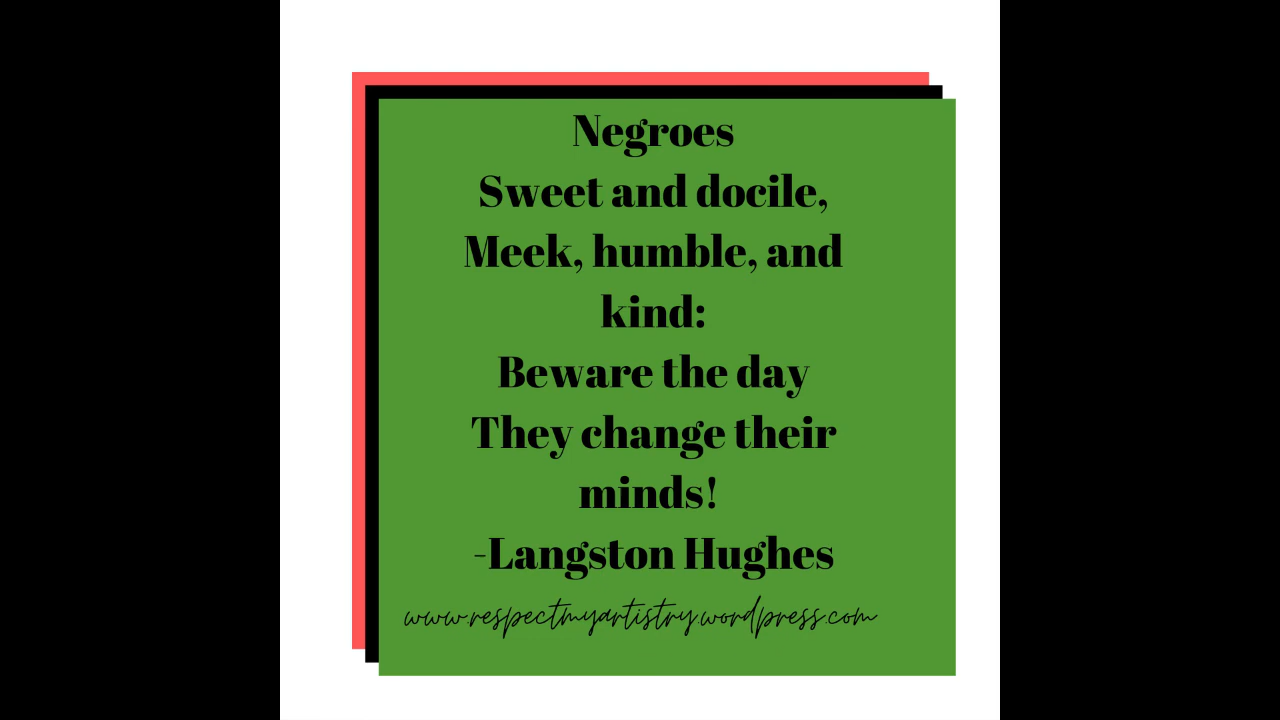 Negroes
Sweet and docile,
Meek, humble, and
kind:
Beware the day
They change their
minds!
-Langston Hughes
www.respectmyartistry.wordpress.com